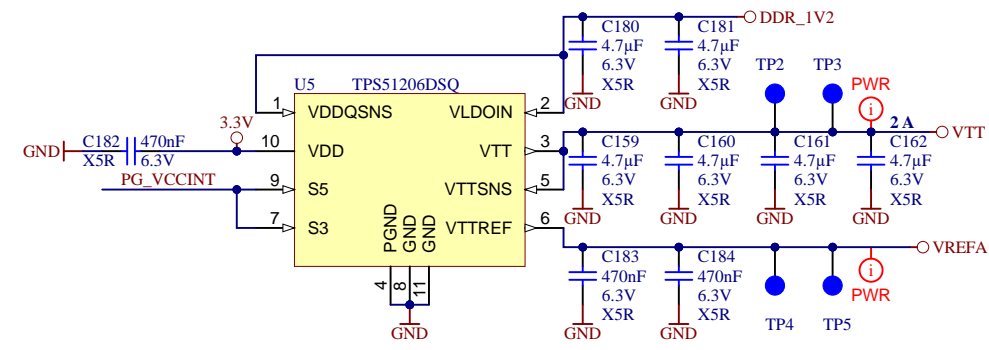 C180
4.7µF
6.3V
X5R
GND
C181
4.7µF
6.3V
X5R
GND
DDR_1V2
U5
TPS51206DSQ
1
VDDQSNS
VLDOIN
2
TP2
TP3
PWR
i
2 A
VTT
3.3V
C182
470nF
GND
X5R
6.3V
10
VDD
VTT
3
C159
4.7µF
6.3V
X5R
GND
C160
4.7µF
6.3V
X5R
GND
C161
4.7µF
6.3V
X5R
GND
C162
4.7µF
6.3V
X5R
GND
PG_VCCINT
9
S5
VTTSNS
5
7
S3
VTTREF
6
PGND
GND
GND
4
8
11
GND
VREFA
C183
470nF
6.3V
X5R
GND
C184
470nF
6.3V
X5R
GND
i
PWR
TP4
TP5